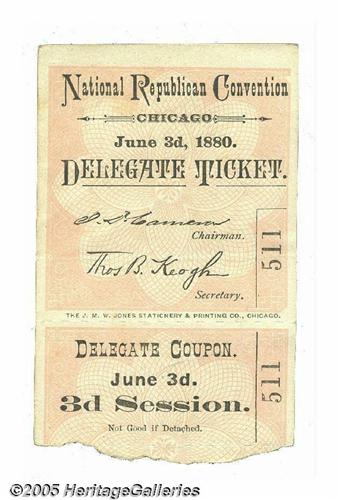 National Republican Convention
CHICAGO
June 3d, 1880.
DELEGATE TICKET.
J. D. Cameron
Chairman.
Thos B. Keogh
Secretary.
511
THE J. M. W. JONES STATIONERY & PRINTING CO., CHICAGO.
DELEGATE COUPON.
June 3d.
3d Session.
Not Good if Detached.
511
©2005 HeritageGalleries